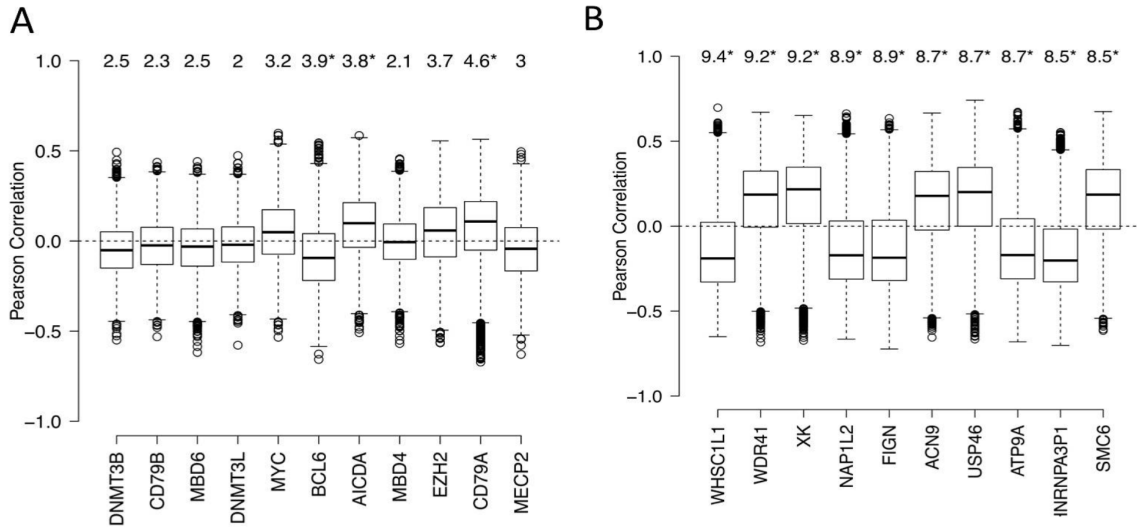 A
2.5 2.3 2.5 2 3.2 3.9* 3.8* 2.1 3.7 4.6* 3
1.0
0.5
0.0
−0.5
−1.0
Pearson Correlation
DNMT3B
CD79B
MBD6
DNMT3L
MYC
BCL6
AICDA
MBD4
EZH2
CD79A
MECP2
B
9.4* 9.2* 9.2* 8.9* 8.9* 8.7* 8.7* 8.7* 8.5* 8.5*
1.0
0.5
0.0
−0.5
−1.0
Pearson Correlation
WHSC1L1
WDR41
XK
NAP1L2
FIGN
ACN9
USP46
ATP9A
HNRNPA3P1
SMC6